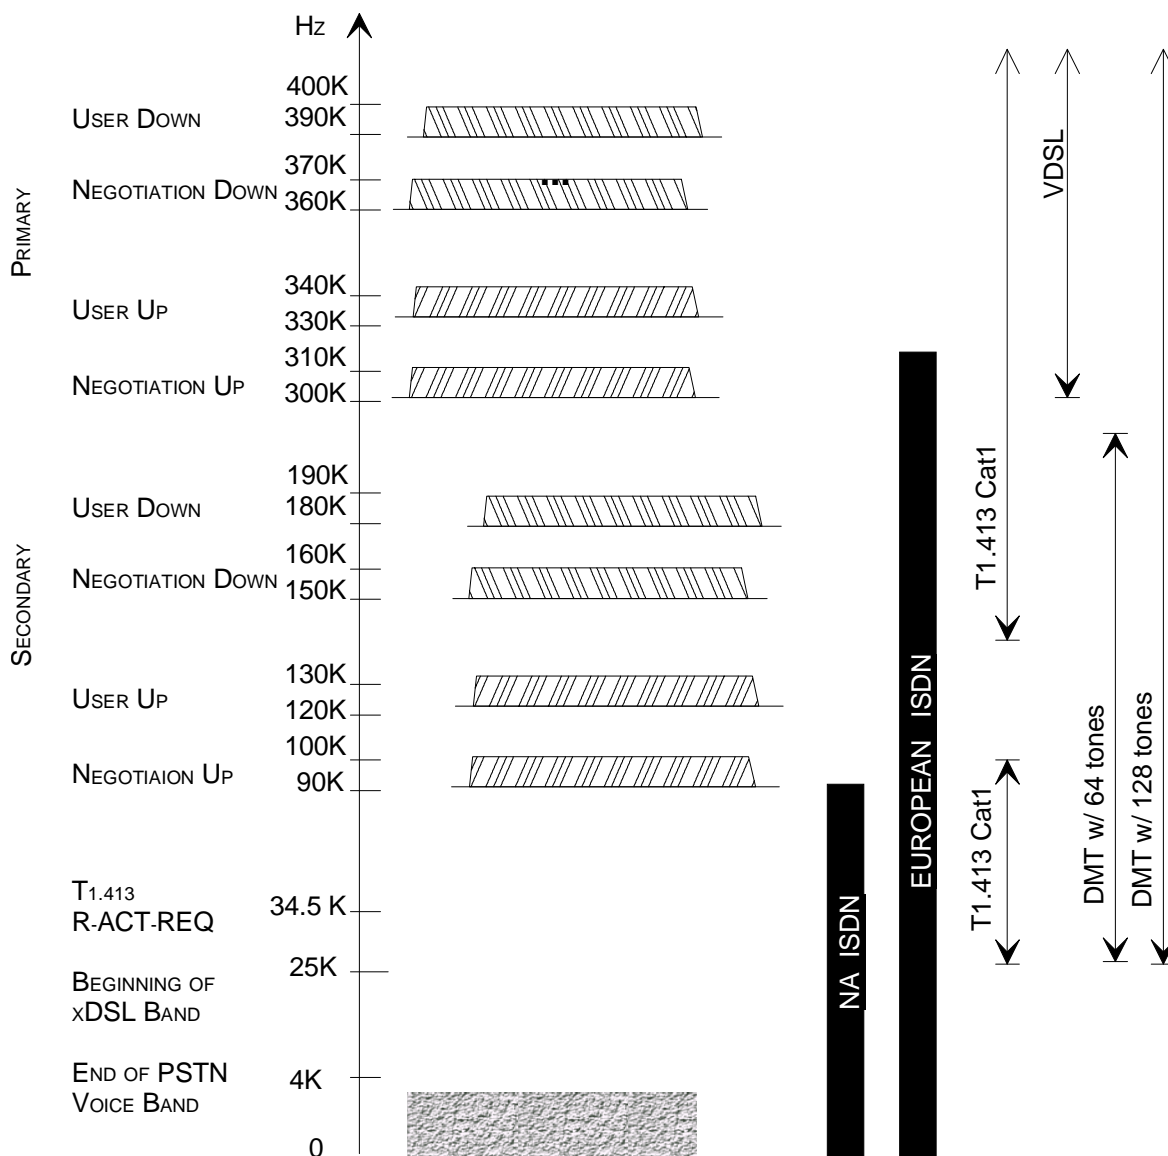 Hz
400K
User Down
390K
370K
Negotiation Down
360K
340K
User Up
330K
310K
Negotiation Up
300K
Primary
190K
User Down
180K
160K
Negotiation Down
150K
130K
User Up
120K
100K
Negotiaion Up
90K
Secondary
T1.413
R-ACT-REQ
34.5 K
25K
Beginning of
xDSL Band
End of PSTN
Voice Band
4K
0
NA ISDN
EUROPEAN ISDN
T1.413 Cat1
T1.413 Cat1
VDSL
DMT w/ 64 tones
DMT w/ 128 tones